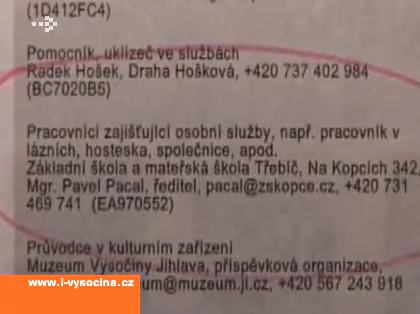 (1D412FC4)
Pomocník, uklízeč ve službách
Radek Hošek, Draha Hošková, +420 737 402 984
(BC7020B5)
Pracovníci zajišťující osobní služby, např. pracovník v
lázních, hosteska, společnice, apod.
Základní škola a mateřská škola Třebíč, Na Kopcích 342,
Mgr. Pavel Pacal, ředitel, pacal@zskopce.cz, +420 731
469 741 (EA970552)
Průvodce v kulturním zařízení
Muzeum Vysočiny Jihlava, příspěvková organizace,
www.i-vysocina.cz
um@muzeum.ji.cz, +420 567 243 918